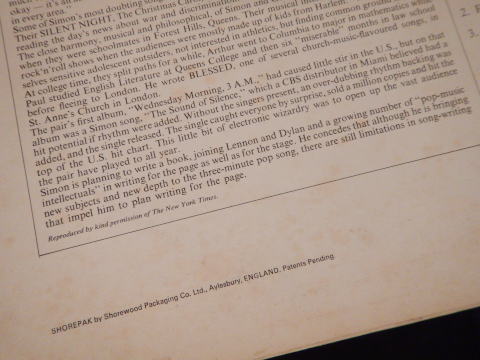 much — it's
okay —
in every area
Some of Simon's most doubting song
Their SILENT NIGHT. The Christmas Carol
reading the day's news about war and discrimination
The close harmony, musical and philosophical, of Simon and
when they were schoolmates in Forest Hills, Queens. Their musical
rock'n'roll shows when the audiences were mostly made up of kids from
selves sensitive adolescent outsiders, not interested in athletics, but finding common ground
At college time, they split paths for a while. Arthur went to Columbia to major in mathematics while
Paul studied English Literature at Queens College and then six "miserable" months in law school
before fleeing to London. He wrote BLESSED, one of several church-music-flavoured songs, in
St. Anne's Church in London.
The pair's first album, "Wednesday Morning, 3 A.M." had caused little stir in the U.S., but on that
album was a Simon song, "The Sound of Silence," which a CBS distributor in Miami believed had a
hit potential if rhythm were added. Without the singers present, an over-dubbing rhythm backing was
added, and the single released. The single caught everyone by surprise, sold a million copies and hit the
top of the U.S. hit chart. This little bit of electronic wizardry was to open up the vast audience
the pair have played to all year.
Simon is planning to write a book, joining Lennon and Dylan and a growing number of "pop-music
intellectuals" in writing for the page as well as for the stage. He concedes that although he is bringing
new subjects and new depth to the three-minute pop song, there are still limitations in song-writing
that impel him to plan writing for the page.
Reproduced by kind permission of The New York Times.
SHOREPAK by Shorewood Packaging Co. Ltd., Aylesbury, ENGLAND. Patents Pending
2.
3.